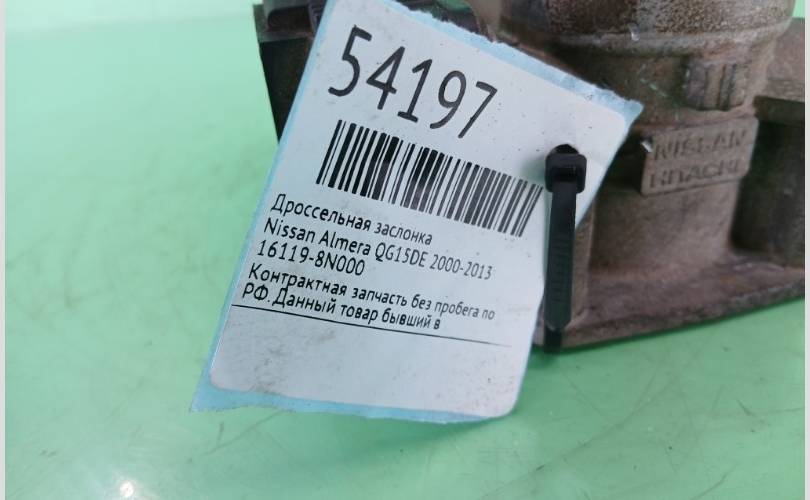 54197
Дроссельная заслонка
Nissan Almera QG15DE 2000-2013
16119-8N000
Контрактная запчасть без пробега по
РФ. Данный товар бывший в
NISSAN
HITACHI